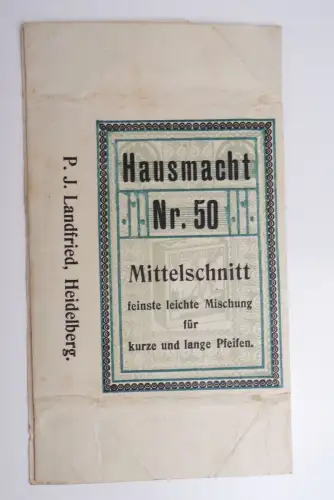 Hausmacht
Nr. 50
Mittelschnitt
feinste leichte Mischung
für
kurze und lange Pfeifen.
P. J. Landfried, Heidelberg.